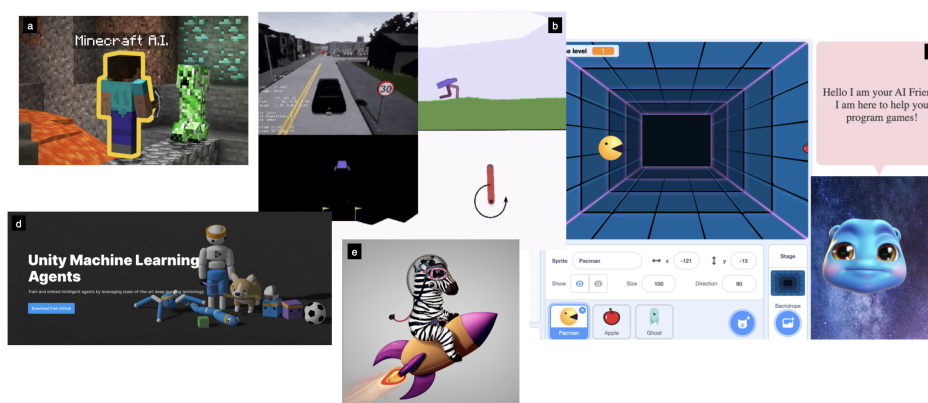 a
Minecraft A.I.
30
b
level
1
Hello I am your AI
I am here to help you
program games!
d
Unity Machine Learning
Agents
Train and embed intelligent agents by leveraging state-of-the-art deep learning technology.
Download from Github
e
Sprite
Pacman
x
-121
y
-13
Show
Size
100
Direction
90
Pacman
Apple
Ghost
Stage
Backdrops